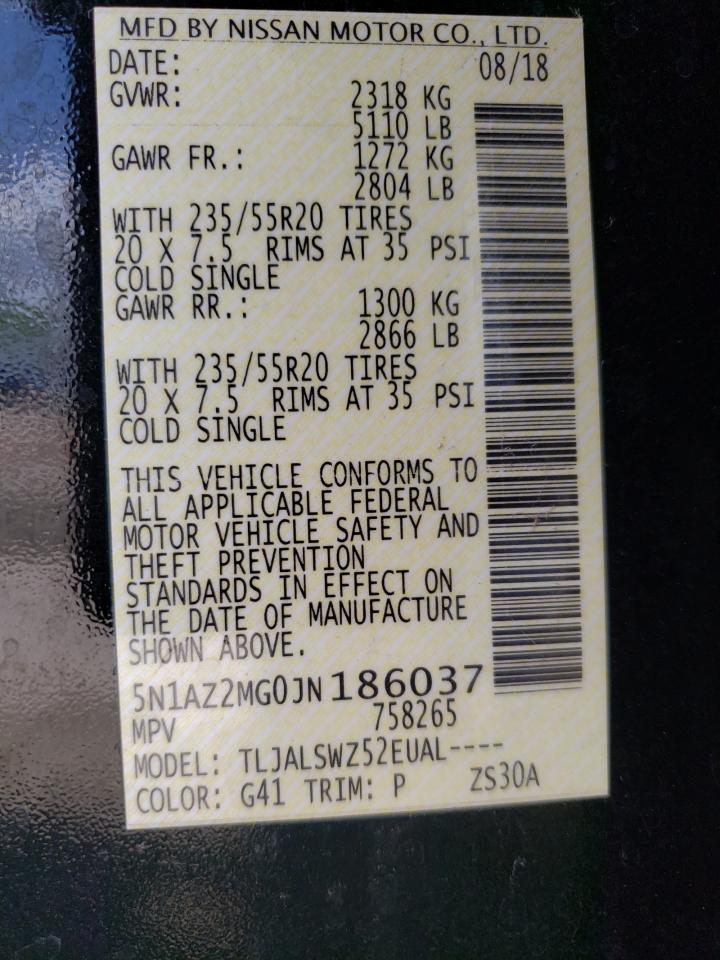 MFD BY NISSAN MOTOR CO., LTD.
DATE: 08/18
GVWR: 2318 KG
5110 LB
GAWR FR.: 1272 KG
2804 LB
WITH 235/55R20 TIRES
20 X 7.5 RIMS AT 35 PSI
COLD SINGLE
GAWR RR.: 1300 KG
2866 LB
WITH 235/55R20 TIRES
20 X 7.5 RIMS AT 35 PSI
COLD SINGLE
THIS VEHICLE CONFORMS TO
ALL APPLICABLE FEDERAL
MOTOR VEHICLE SAFETY AND
THEFT PREVENTION
STANDARDS IN EFFECT ON
THE DATE OF MANUFACTURE
SHOWN ABOVE.
5N1AZ2MG0JN186037
MPV 758265
MODEL: TLJALSWZ52EUAL----
COLOR: G41 TRIM: P ZS30A